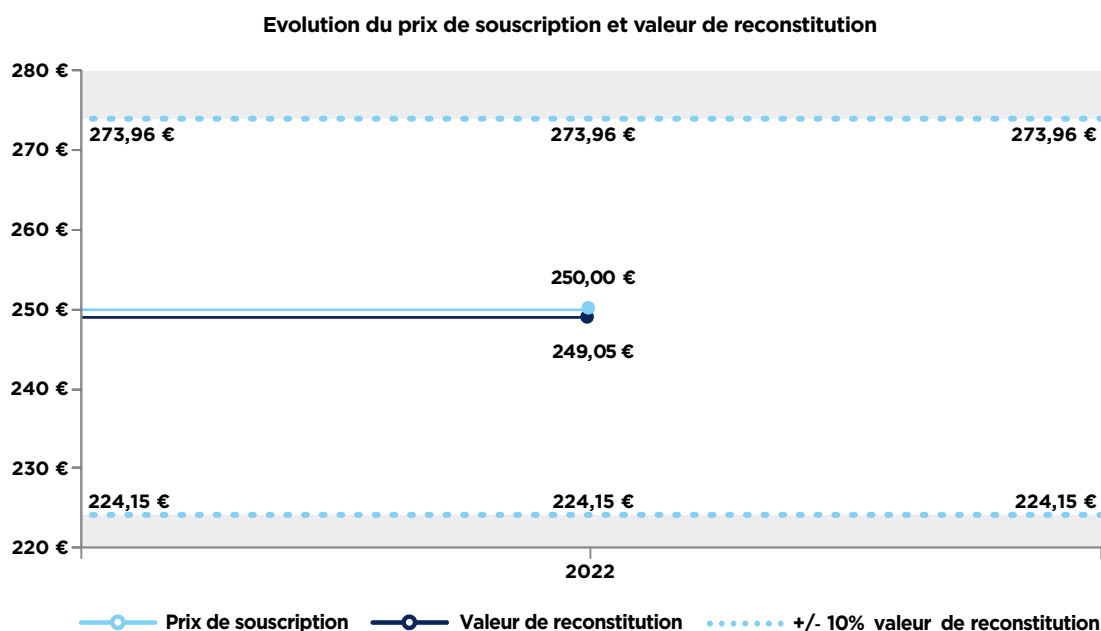 Evolution du prix de souscription et valeur de reconstitution
280 €
273,96 € 273,96 € 273,96 €
270 €
260 €
250,00 €
250 €
249,05 €
240 €
230 €
224,15 € 224,15 € 224,15 €
220 €
2022
Prix de souscription Valeur de reconstitution +/- 10% valeur de reconstitution